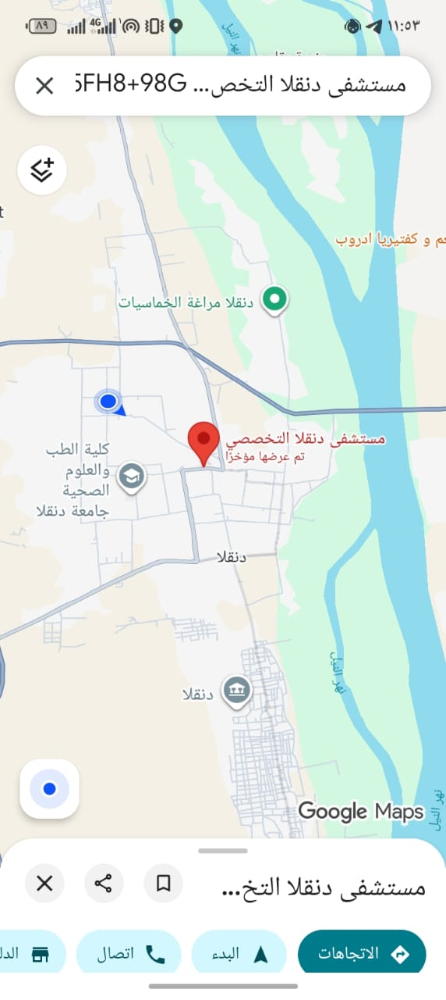 ١١:٥٣
4G
٨٩
مستشفى دنقلا التخص... 5FH8+98G
نهر النيل
t
عم و كفتيريا ادروب
دنقلا مراغة الخماسيات
مستشفى دنقلا التخصصي
تم عرضها مؤخرًا
كلية الطب
والعلوم
الصحية
جامعة دنقلا
دنقلا
نهر النيل
دنقلا
نهر النيل
Google Maps
مستشفى دنقلا التخ...
الاتجاهات
البدء
اتصال
الدل